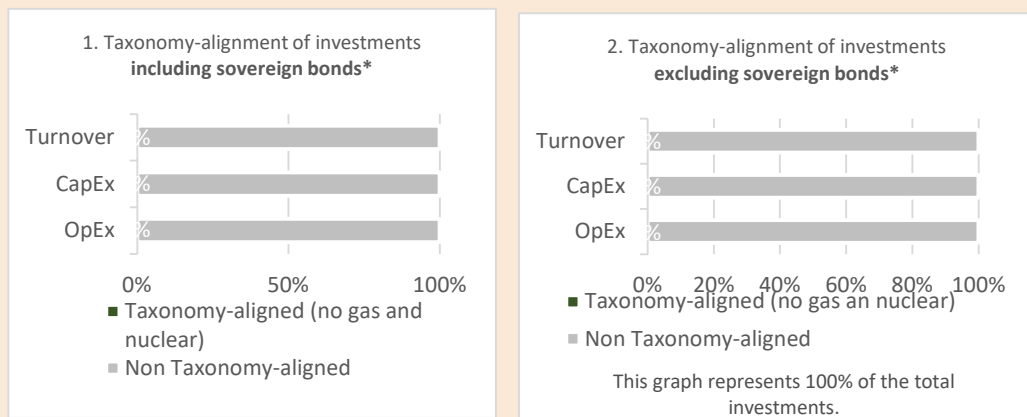 1. Taxonomy-alignment of investments
including sovereign bonds*
Turnover
%
CapEx
%
OpEx
%
0% 50% 100%
■ Taxonomy-aligned (no gas and
nuclear)
■ Non Taxonomy-aligned
2. Taxonomy-alignment of investments
excluding sovereign bonds*
Turnover
%
CapEx
%
OpEx
%
0% 20% 40% 60% 80% 100%
■ Taxonomy-aligned (no gas an nuclear)
■ Non Taxonomy-aligned
This graph represents 100% of the total
investments.